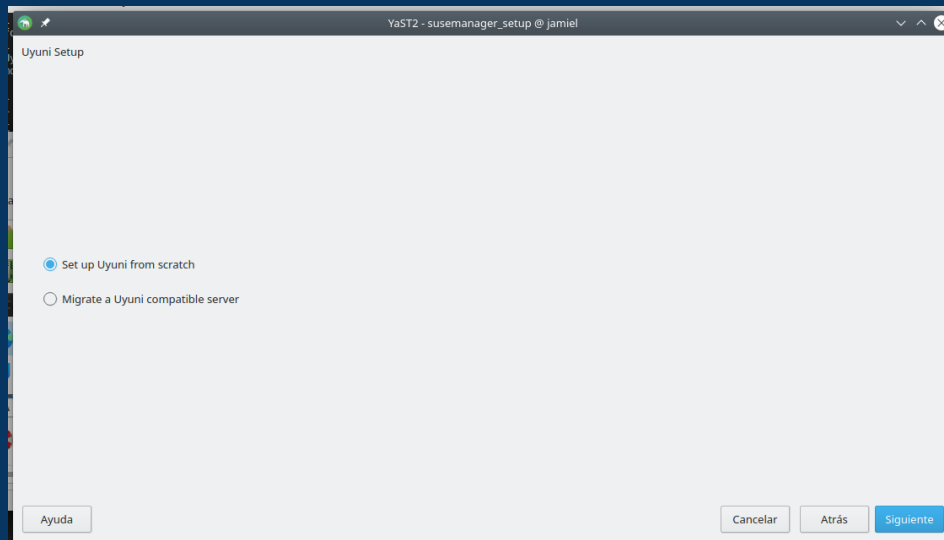 YaST2 - susemanager_setup @ jamiel
Uyuni Setup
Set up Uyuni from scratch
Migrate a Uyuni compatible server
Ayuda
Cancelar
Atrás
Siguiente